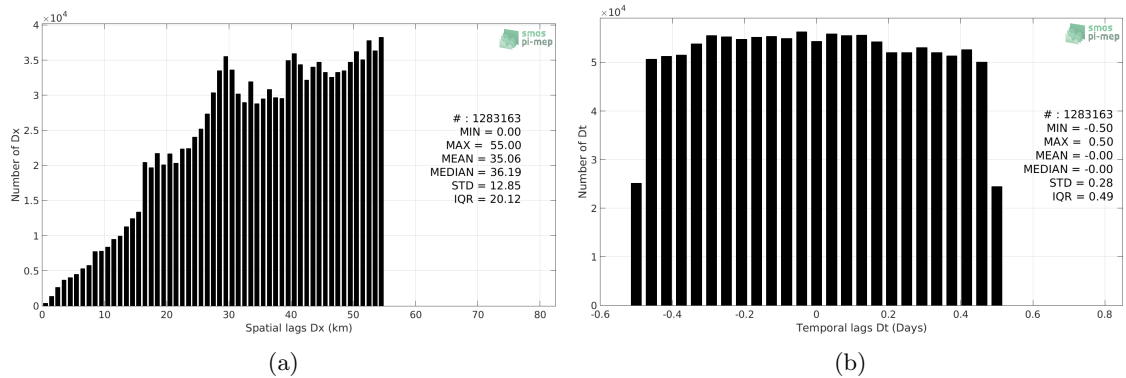 ×10⁴
4
3.5
3
2.5
2
1.5
1
0.5
0
0
10
20
30
40
50
60
70
80
Number of Dx
Spatial lags Dx (km)
smos
pi-mep
# : 1283163
MIN = 0.00
MAX = 55.00
MEAN = 35.06
MEDIAN = 36.19
STD = 12.85
IQR = 20.12
(a)
×10⁴
5
4
3
2
1
0
-0.6
-0.4
-0.2
0
0.2
0.4
0.6
0.8
Number of Dt
Temporal lags Dt (Days)
smos
pi-mep
# : 1283163
MIN = -0.50
MAX = 0.50
MEAN = -0.00
MEDIAN = -0.00
STD = 0.28
IQR = 0.49
(b)